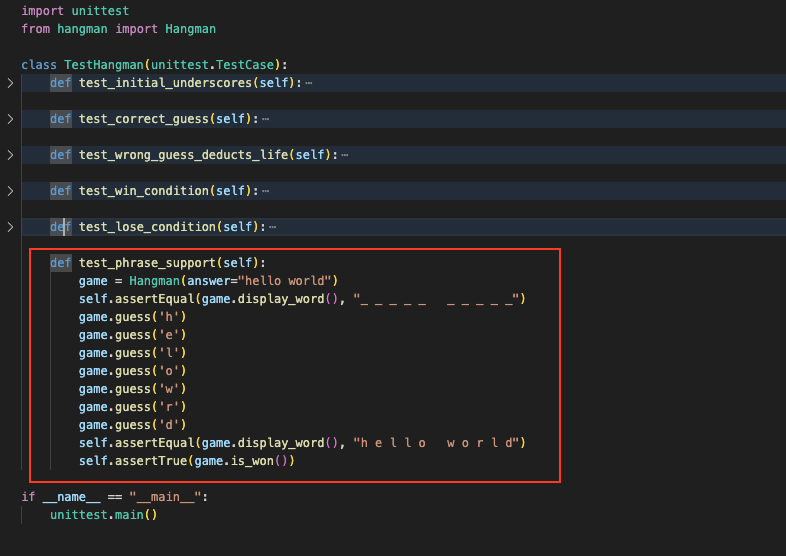 import unittest
from hangman import Hangman
class TestHangman(unittest.TestCase):
def test_initial_underscores(self):⋯
def test_correct_guess(self):⋯
def test_wrong_guess_deducts_life(self):⋯
def test_win_condition(self):⋯
def test_lose_condition(self):⋯
def test_phrase_support(self):
game = Hangman(answer="hello world")
self.assertEqual(game.display_word(), "_ _ _ _ _   _ _ _ _ _")
game.guess('h')
game.guess('e')
game.guess('l')
game.guess('o')
game.guess('w')
game.guess('r')
game.guess('d')
self.assertEqual(game.display_word(), "h e l l o   w o r l d")
self.assertTrue(game.is_won())
if __name__ == "__main__":
unittest.main()